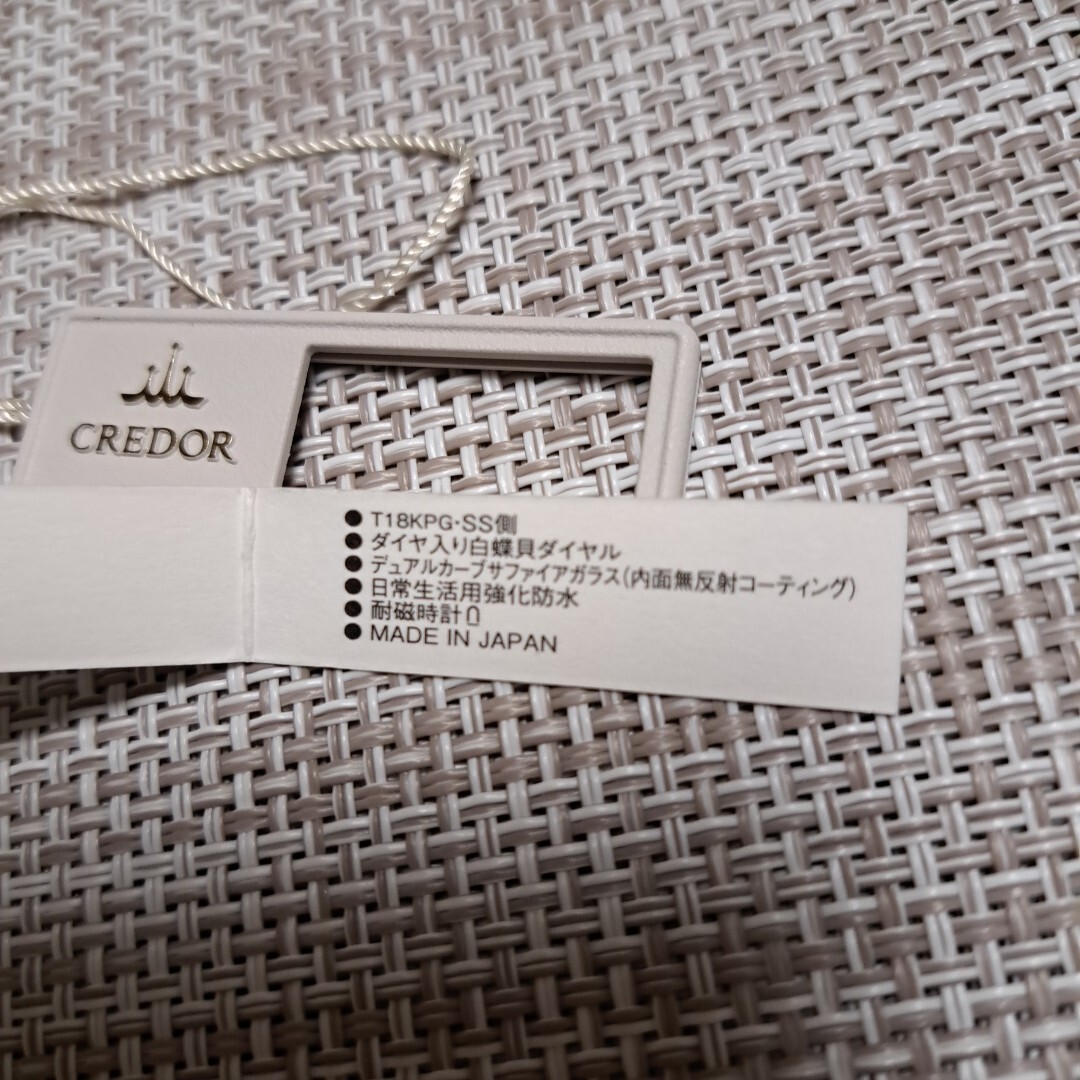 CREDOR
● T18KPG・SS側
● ダイヤ入り白蝶貝ダイヤル
● デュアルカーブサファイアガラス(内面無反射コーティング)
● 日常生活用強化防水
● 耐磁時計
● MADE IN JAPAN